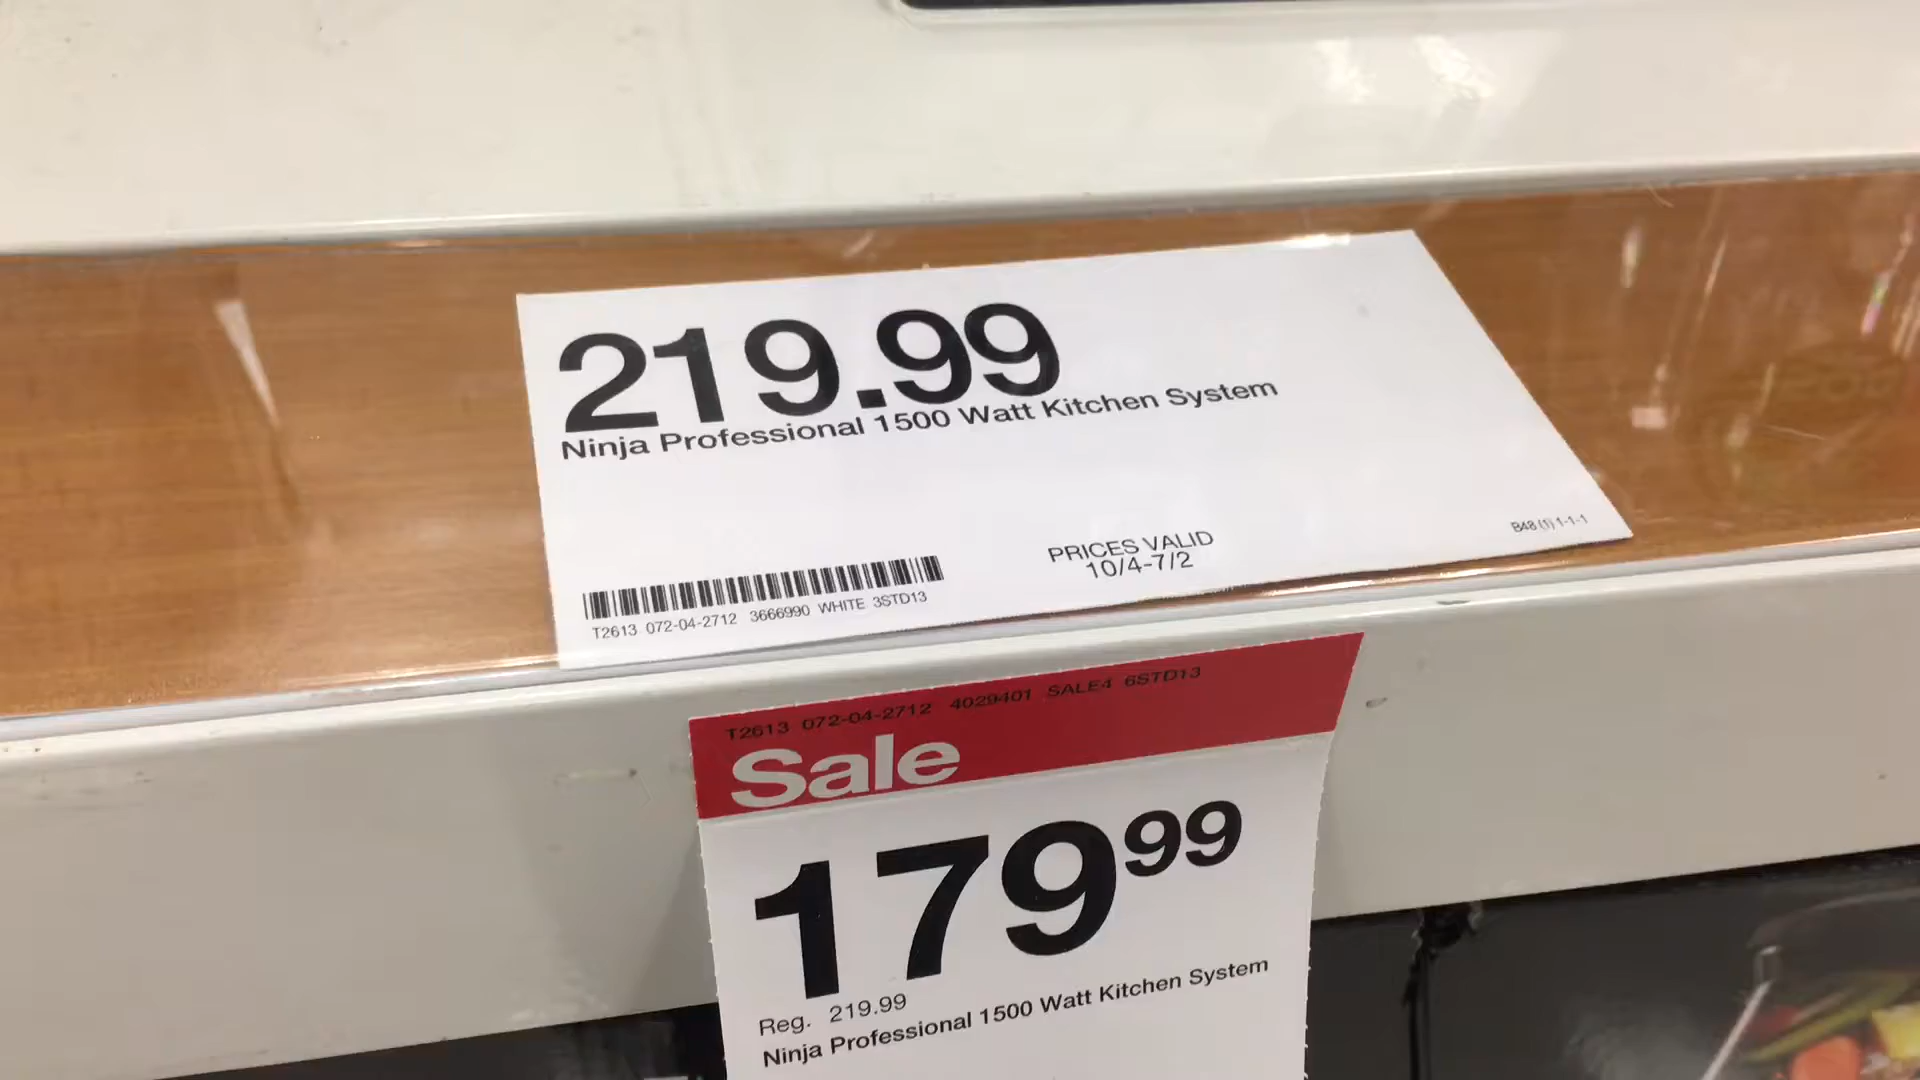 219.99
Ninja Professional 1500 Watt Kitchen System
PRICES VALID
10/4-7/2
B48 (1) 1-1-1
T2613 072-04-2712 3666990 WHITE 3STD13
T2613 072-04-2712 4029401 SALE4 6STD13
Sale
179 99
Reg. 219.99
Ninja Professional 1500 Watt Kitchen System